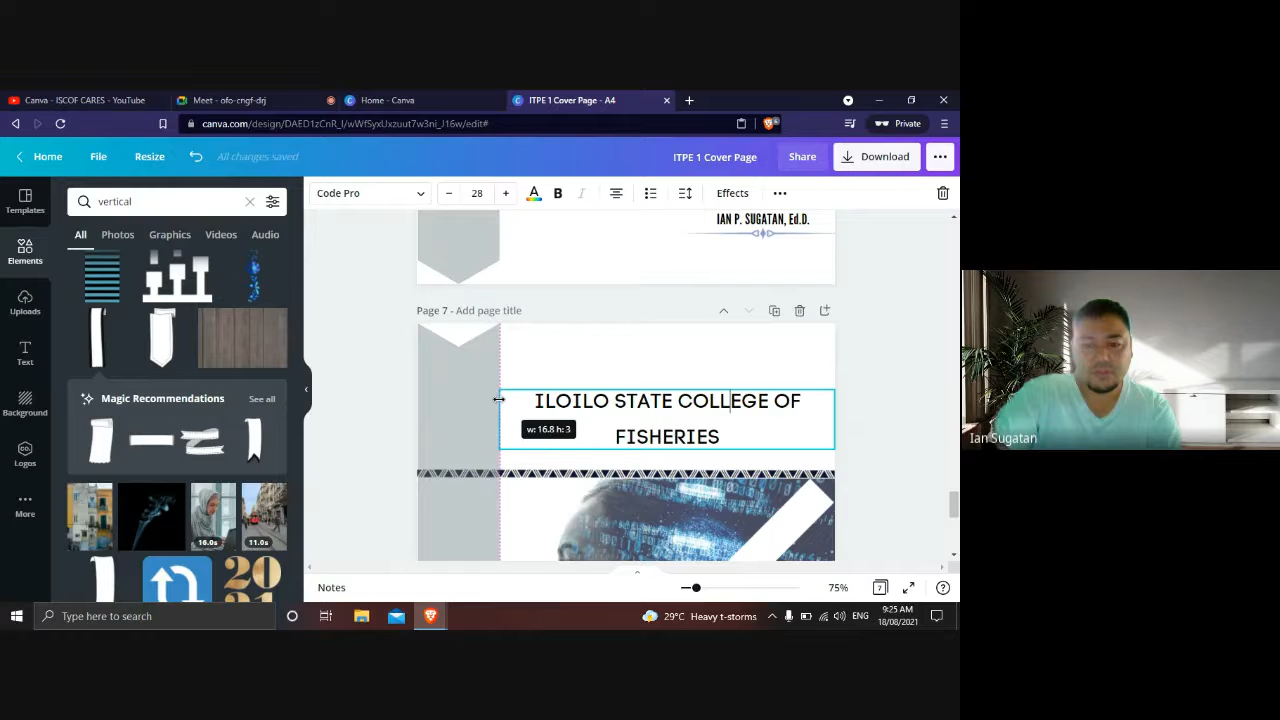 Canva - ISCOF CARES - YouTube
Meet - ofo-cngf-drj
Home - Canva
ITPE 1 Cover Page - A4
canva.com/design/DAED1zCnR_I/wWfSyxUxzuut7w3ni_J16w/edit#
Private
Home
File
Resize
All changes saved
ITPE 1 Cover Page
Share
Download
Templates
Elements
Uploads
Text
Background
Logos
More
vertical
All
Photos
Graphics
Videos
Audio
Magic Recommendations
See all
16.0s
11.0s
Code Pro
28
A
B
I
Effects
IAN P. SUGATAN, Ed.D.
Page 7 - Add page title
ILOILO STATE COLLEGE OF
FISHERIES
w: 16.8 h: 3
Notes
75%
7
Type here to search
29°C Heavy t-storms
ENG
9:25 AM
18/08/2021
Ian Sugatan